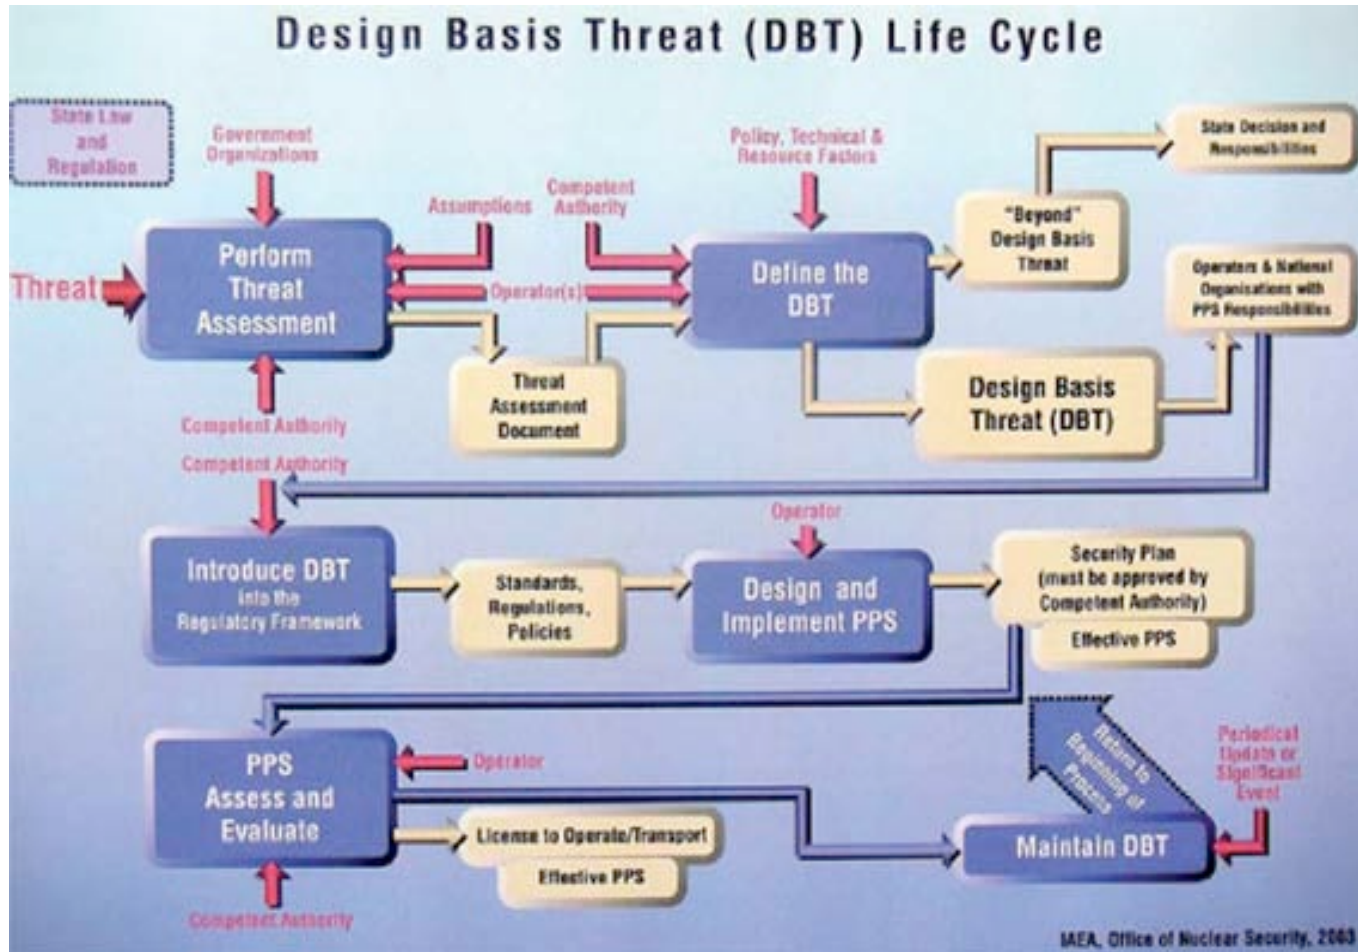 Design Basis Threat (DBT) Life Cycle
State Law
and
Regulation
Government
Organizations
Policy, Technical &
Resource Factors
State Decision and
Responsibilities
Assumptions
Competent
Authority
"Beyond"
Design Basis
Threat
Threat
Perform
Threat
Assessment
Operator(s)
Define the
DBT
Operators & National
Organisations with
PPS Responsibilities
Threat
Assessment
Document
Design Basis
Threat (DBT)
Competent Authority
Competent Authority
Operator
Introduce DBT
into the
Regulatory Framework
Standards,
Regulations,
Policies
Design and
Implement PPS
Security Plan
(must be approved by
Competent Authority)
Effective PPS
PPS
Assess and
Evaluate
Operator
License to Operate/Transport
Effective PPS
Return to
Beginning of
Process
Periodical
Update or
Significant
Event
Maintain DBT
Competent Authority
IAEA, Office of Nuclear Security, 2003